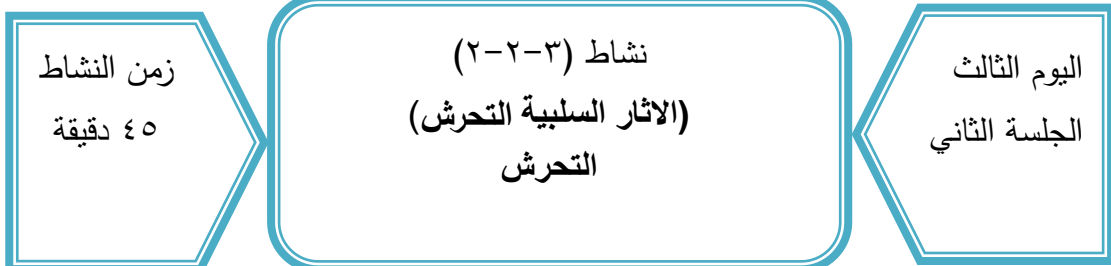 اليوم الثالث
الجلسة الثاني
نشاط (٣-٢-٢)
(الاثار السلبية التحرش)
التحرش
زمن النشاط
٤٥ دقيقة